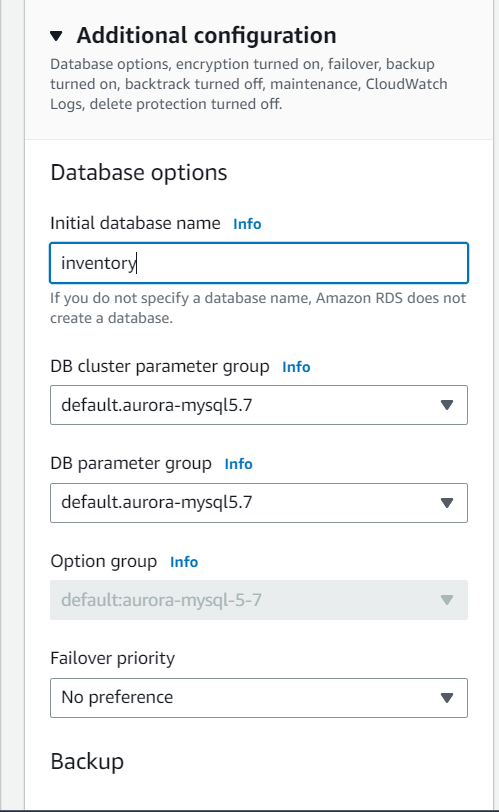 Additional configuration
Database options, encryption turned on, failover, backup
turned on, backtrack turned off, maintenance, CloudWatch
Logs, delete protection turned off.
Database options
Initial database name Info
inventory
If you do not specify a database name, Amazon RDS does not
create a database.
DB cluster parameter group Info
default.aurora-mysql5.7
DB parameter group Info
default.aurora-mysql5.7
Option group Info
default:aurora-mysql-5-7
Failover priority
No preference
Backup